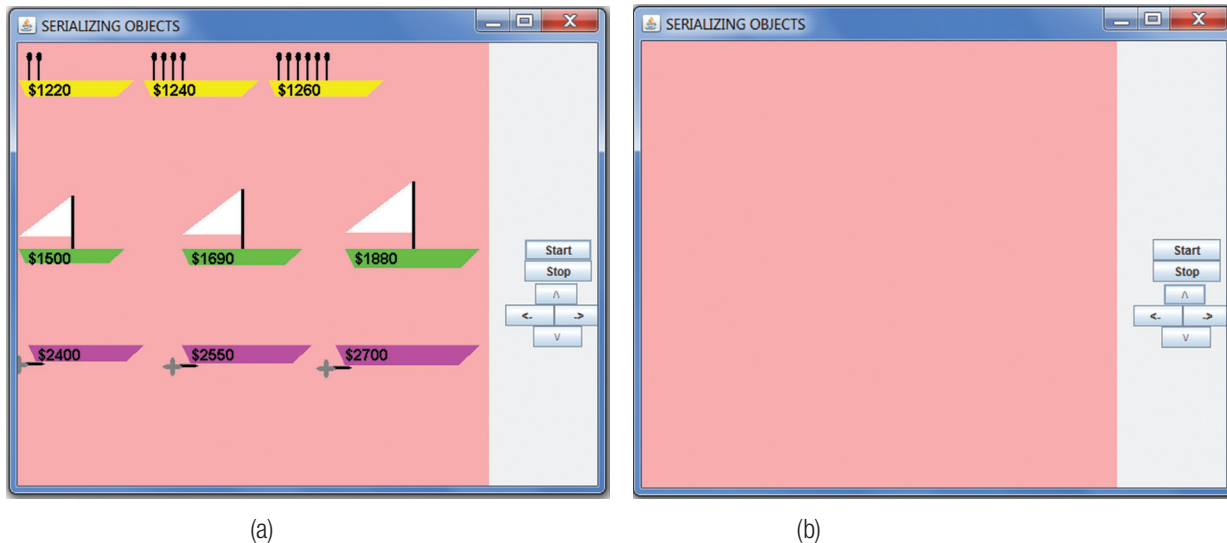 SERIALIZING OBJECTS
$1220 $1240 $1260
$1500 $1690 $1880
Start
Stop
^
<- ->
v
$2400 $2550 $2700
(a)
SERIALIZING OBJECTS
Start
Stop
^
<- ->
v
(b)